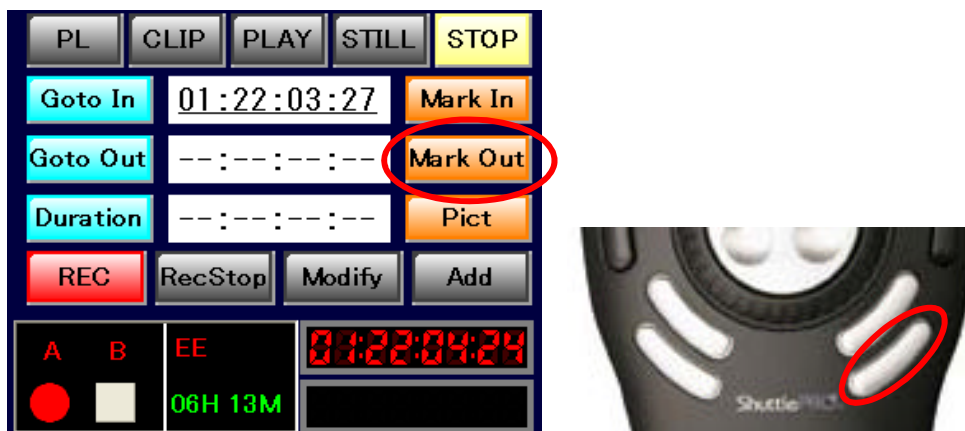 PL CLIP PLAY STILL STOP
Goto In 01:22:03:27 Mark In
Goto Out --:--:--:-- Mark Out
Duration --:--:--:-- Pict
REC RecStop Modify Add
A B EE 01:22:04:24
06H 13M
ShuttlePRO